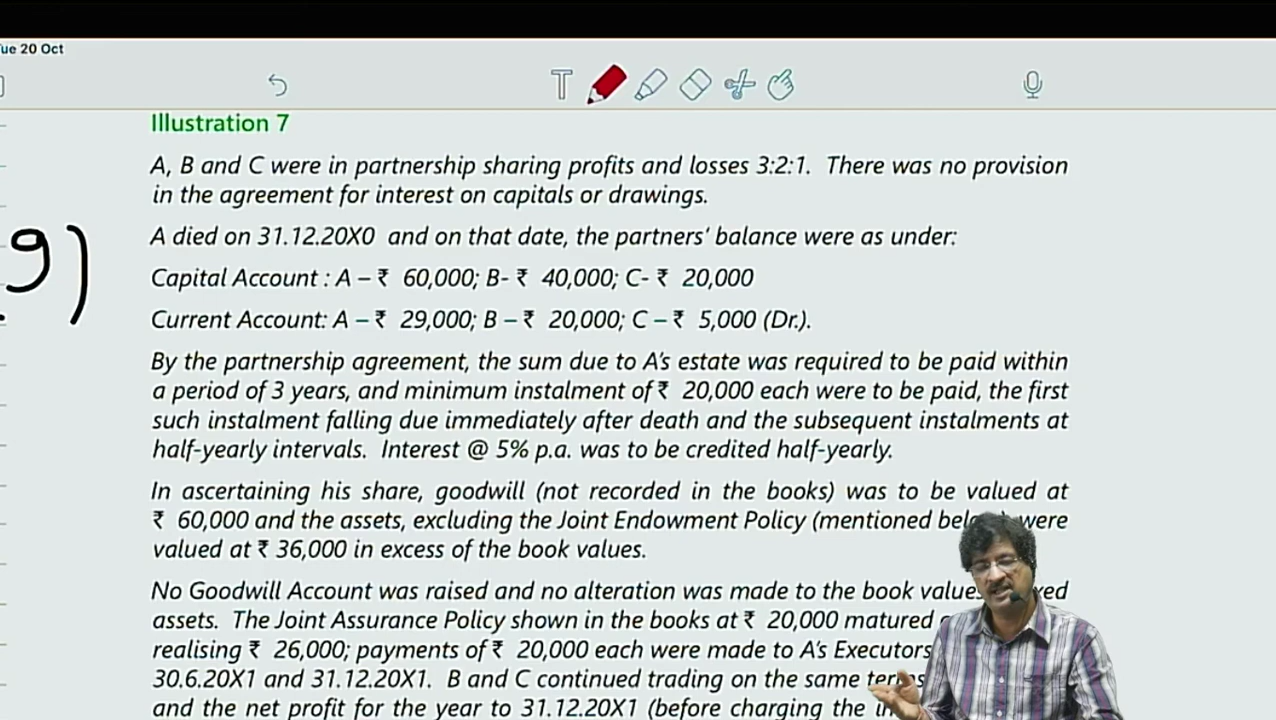 Tue 20 Oct
T
Illustration 7
9)
A, B and C were in partnership sharing profits and losses 3:2:1. There was no provision
in the agreement for interest on capitals or drawings.
A died on 31.12.20X0 and on that date, the partners' balance were as under:
Capital Account : A – ₹ 60,000; B- ₹ 40,000; C- ₹ 20,000
Current Account: A – ₹ 29,000; B – ₹ 20,000; C – ₹ 5,000 (Dr.).
By the partnership agreement, the sum due to A's estate was required to be paid within
a period of 3 years, and minimum instalment of ₹ 20,000 each were to be paid, the first
such instalment falling due immediately after death and the subsequent instalments at
half-yearly intervals. Interest @ 5% p.a. was to be credited half-yearly.
In ascertaining his share, goodwill (not recorded in the books) was to be valued at
₹ 60,000 and the assets, excluding the Joint Endowment Policy (mentioned were
valued at ₹ 36,000 in excess of the book values.
No Goodwill Account was raised and no alteration was made to the book
assets. The Joint Assurance Policy shown in the books at ₹ 20,000 matured
realising ₹ 26,000; payments of ₹ 20,000 each were made to A's Executors
30.6.20X1 and 31.12.20X1. B and C continued trading on the same
and the net profit for the year to 31.12.20X1 (before charging the